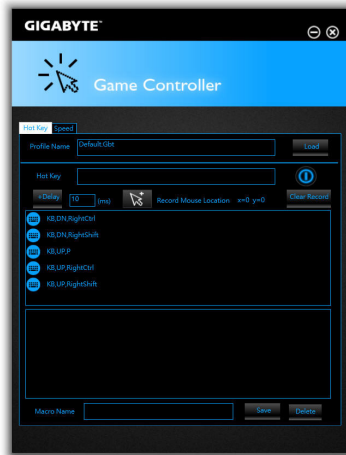 GIGABYTE™
Game Controller
Hot Key Speed
Profile Name Default.Gbt Load
Hot Key
+Delay 10 (ms) Record Mouse Location x=0 y=0 Clear Record
KB,DN,RightCtrl
KB,DN,RightShift
KB,UP,P
KB,UP,RightCtrl
KB,UP,RightShift
Macro Name Save Delete